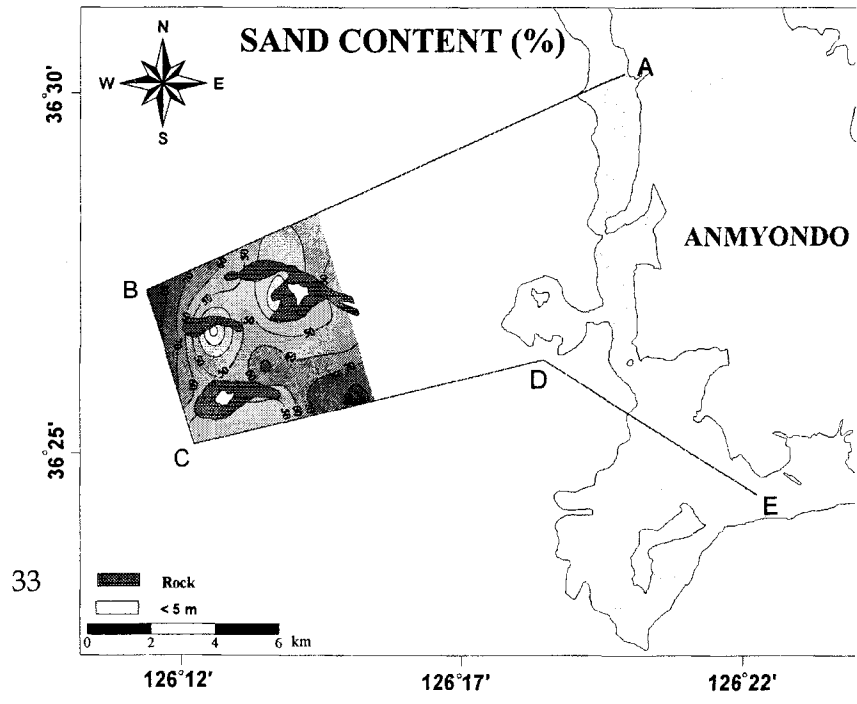 SAND CONTENT (%)
N
W E
S
36°30'
36°25'
A
B
C
D
E
ANMYONDO
33
Rock
< 5 m
0 2 4 6 km
126°12' 126°17' 126°22'